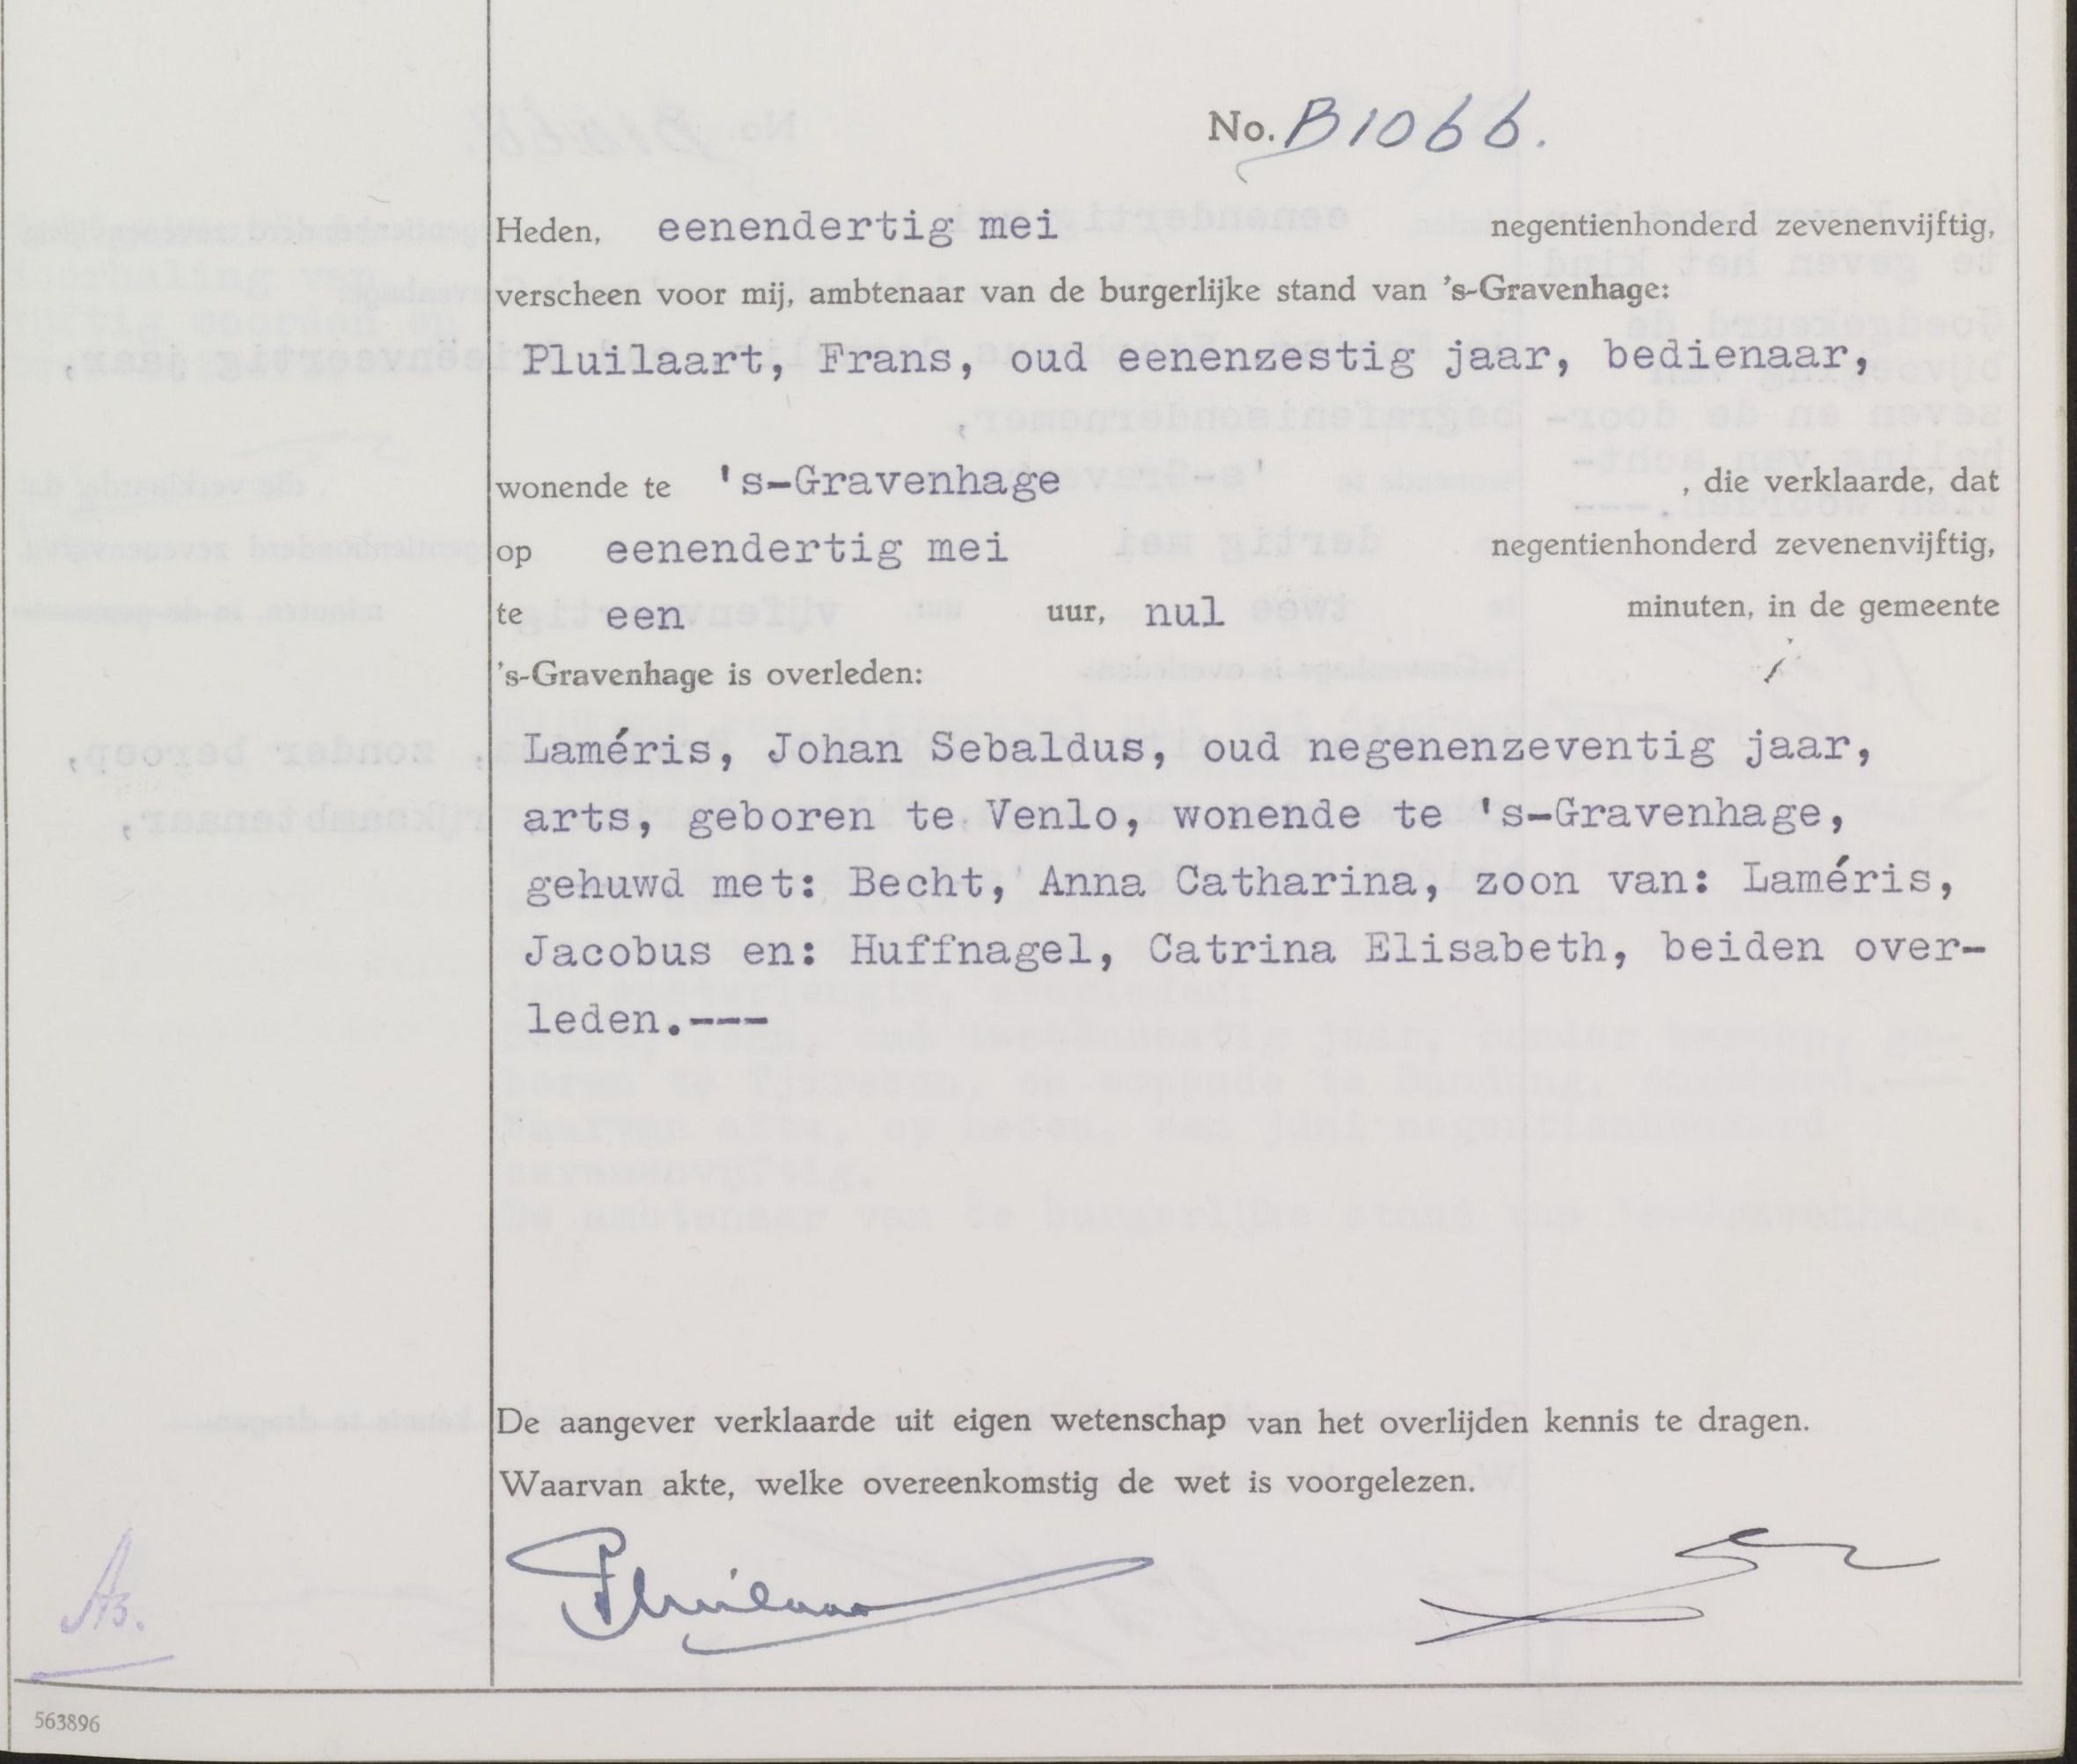 No. B1066.
Heden, eenendertig mei negentienhonderd zevenenvijftig,
verscheen voor mij, ambtenaar van de burgerlijke stand van 's-Gravenhage:
Pluilaart, Frans, oud eenenzestig jaar, bedienaar,
wonende te 's-Gravenhage , die verklaarde, dat
op eenendertig mei negentienhonderd zevenenvijftig,
te een uur, nul minuten, in de gemeente
's-Gravenhage is overleden:
Laméris, Johan Sebaldus, oud negenenzeventig jaar,
arts, geboren te Venlo, wonende te 's-Gravenhage,
gehuwd met: Becht, Anna Catharina, zoon van: Laméris,
Jacobus en: Huffnagel, Catrina Elisabeth, beiden over-
leden.---
De aangever verklaarde uit eigen wetenschap van het overlijden kennis te dragen.
Waarvan akte, welke overeenkomstig de wet is voorgelezen.
563896